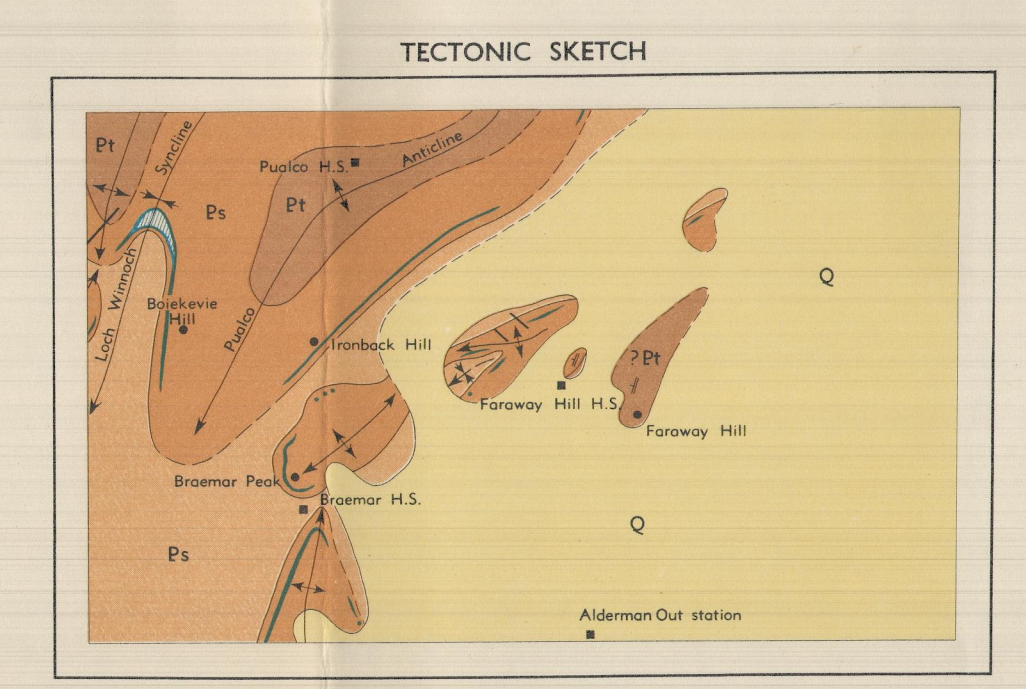 TECTONIC SKETCH
Pt
Syncline
Pualco H.S.
Anticline
Ps
Pt
Q
Loch Winnoch
Boiekevie
Hill
Pualco
Ironback Hill
? Pt
Faraway Hill H.S.
Faraway Hill
Braemar Peak
Braemar H.S.
Q
Ps
Alderman Out station